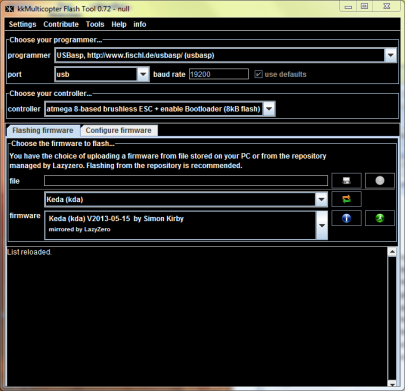 kkMulticopter Flash Tool 0.72 - null
Settings Contribute Tools Help info
Choose your programmer...
programmer USBasp, http://www.fischl.de/usbasp/ (usbasp)
port usb baud rate 19200 use defaults
Choose your controller...
controller atmega 8-based brushless ESC + enable Bootloader (8kB flash)
Flashing firmware Configure firmware
Choose the firmware to flash...
You have the choice of uploading a firmware from file stored on your PC or from the repository
managed by Lazyzero. Flashing from the repository is recommended.
file
Keda (kda)
firmware
Keda (kda) V2013-05-15 by Simon Kirby
mirrored by LazyZero
List reloaded.